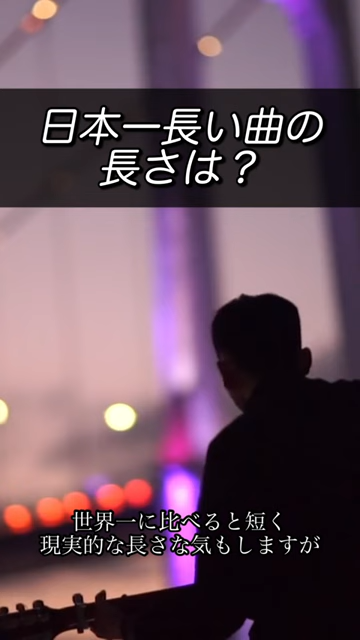 日本一長い曲の
長さは？
世界一に比べると短く
現実的な長さな気もしますが